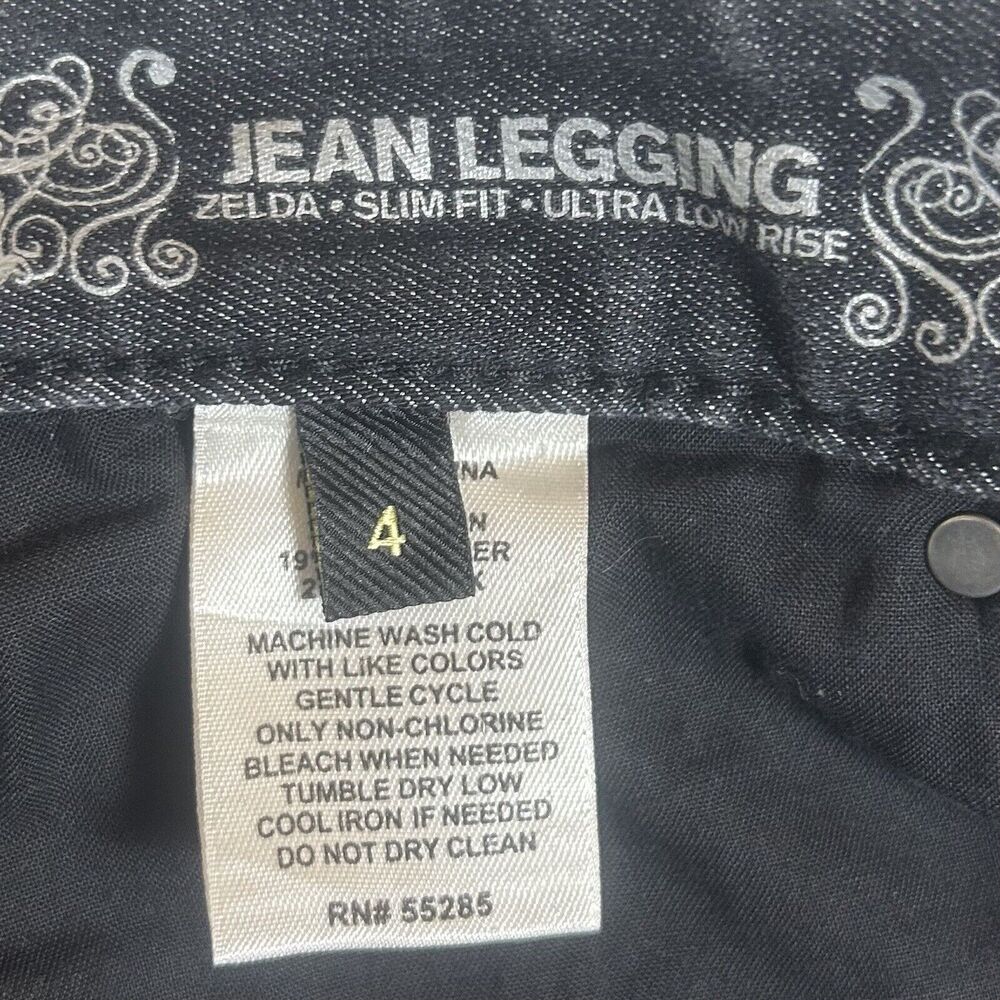 JEAN LEGGING
ZELDA • SLIM FIT • ULTRA LOW RISE
4
MACHINE WASH COLD
WITH LIKE COLORS
GENTLE CYCLE
ONLY NON-CHLORINE
BLEACH WHEN NEEDED
TUMBLE DRY LOW
COOL IRON IF NEEDED
DO NOT DRY CLEAN
RN# 55285